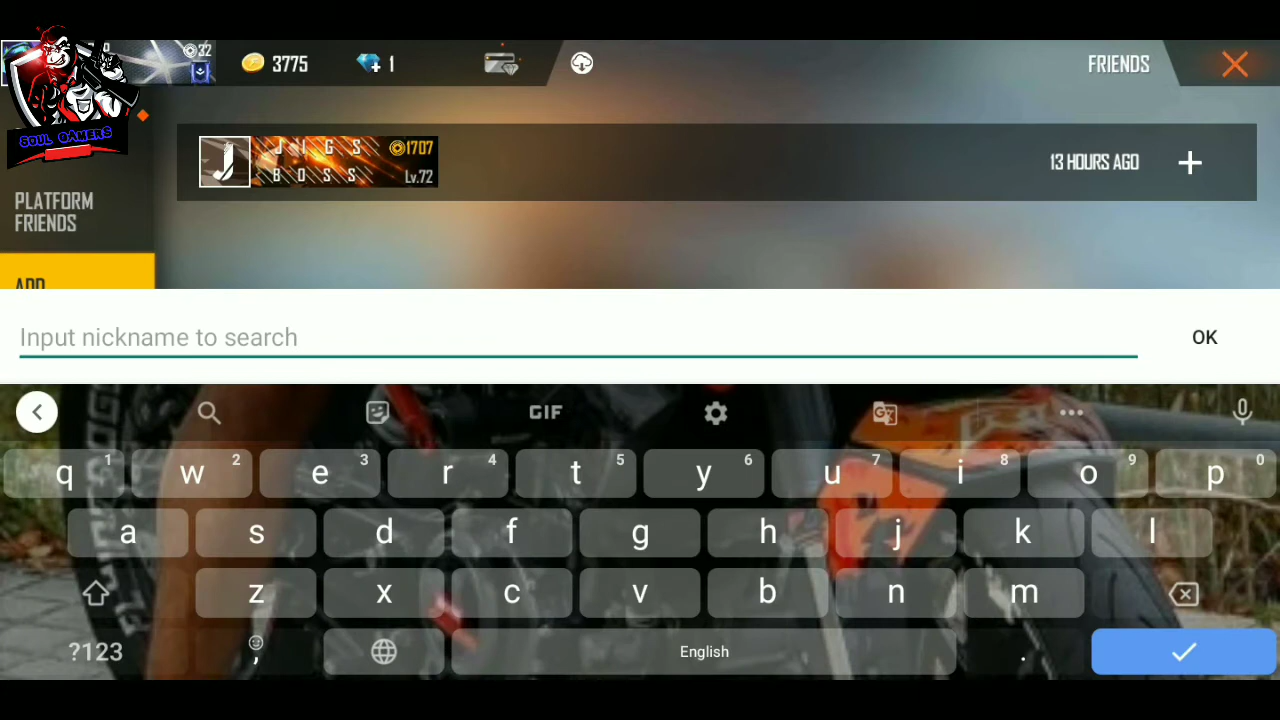 32
3775
1
FRIENDS
SOUL GAMERS
J I G S
1707
B O S S
Lv.72
13 HOURS AGO
PLATFORM
FRIENDS
ADD
Input nickname to search
OK
GIF
q 1 w 2 e 3 r 4 t 5 y 6 u 7 i 8 o 9 p 0
a s d f g h j k l
z x c v b n m
?123 , English .